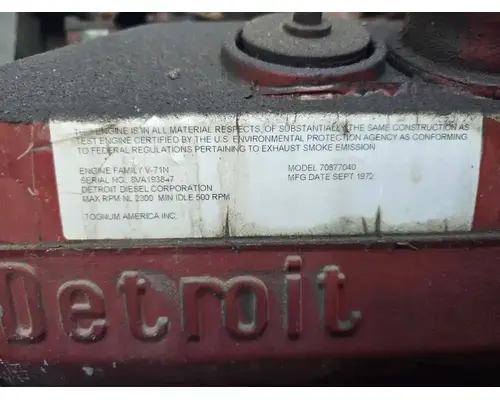 THIS ENGINE IS IN ALL MATERIAL RESPECTS, OF SUBSTANTIALLY THE SAME CONSTRUCTION AS
TEST ENGINE CERTIFIED BY THE U.S. ENVIRONMENTAL PROTECTION AGENCY AS CONFORMING
TO FEDERAL REGULATIONS PERTAINING TO EXHAUST SMOKE EMISSION
ENGINE FAMILY V-71N MODEL 70877040
SERIAL NO. 8VA193847 MFG DATE SEPT 1972
DETROIT DIESEL CORPORATION
MAX RPM NL 2300 MIN IDLE 500 RPM
TOGNUM AMERICA INC.
Detroit